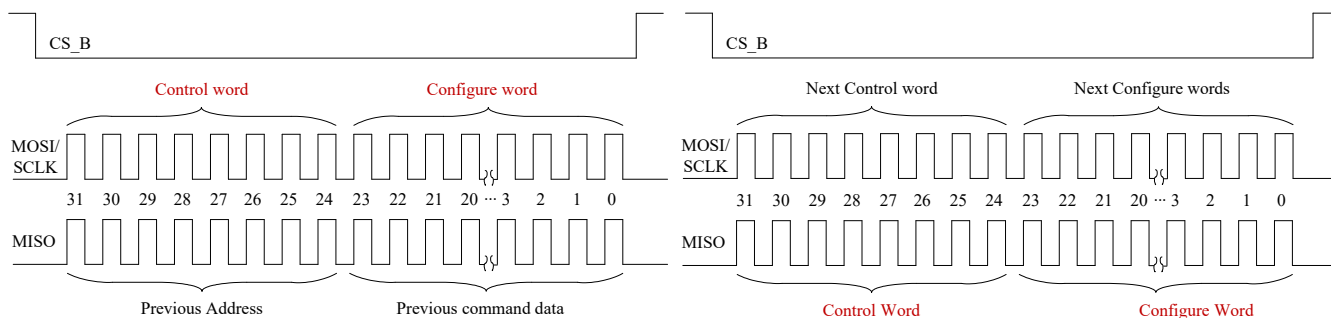 CS_B
Control word Configure word
MOSI/
SCLK
31 30 29 28 27 26 25 24 23 22 21 20 ··· 3 2 1 0
MISO
Previous Address Previous command data
CS_B
Next Control word Next Configure words
MOSI/
SCLK
31 30 29 28 27 26 25 24 23 22 21 20 ··· 3 2 1 0
MISO
Control Word Configure Word